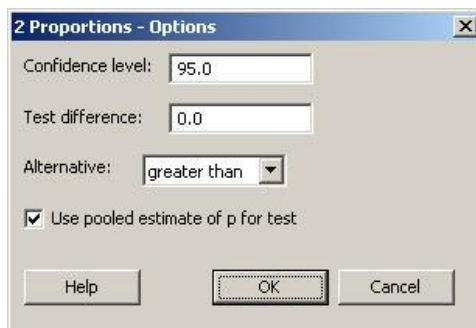 2 Proportions - Options
Confidence level: 95.0
Test difference: 0.0
Alternative: greater than
Use pooled estimate of p for test
Help OK Cancel